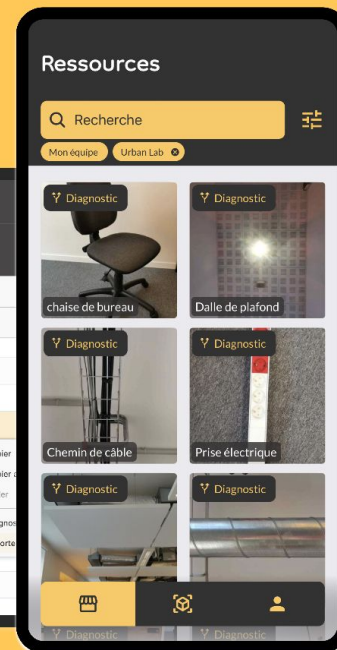 Ressources
Recherche
Mon équipe
Urban Lab
Diagnostic
Diagnostic
chaise de bureau
Dalle de plafond
Diagnostic
Diagnostic
Chemin de câble
Prise électrique
Diagnostic
Diagnostic
Diagnostic
Diagnostic